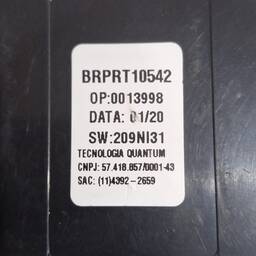 BRPRT10542
OP:0013998
DATA: 01/20
SW:209NI31
TECNOLOGIA QUANTUM
CNPJ: 57.418.857/0001-43
SAC: (11)4392-2659